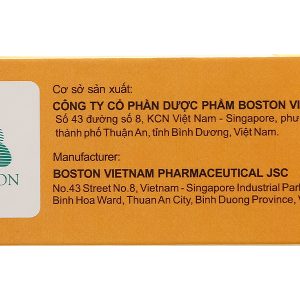 Cơ sở sản xuất:
CÔNG TY CỔ PHẦN DƯỢC PHẨM BOSTON VI
Số 43 đường số 8, KCN Việt Nam - Singapore, phư
thành phố Thuận An, tỉnh Bình Dương, Việt Nam.
Manufacturer:
BOSTON VIETNAM PHARMACEUTICAL JSC
No.43 Street No.8, Vietnam - Singapore Industrial Park
Binh Hoa Ward, Thuan An City, Binh Duong Province, V
ON